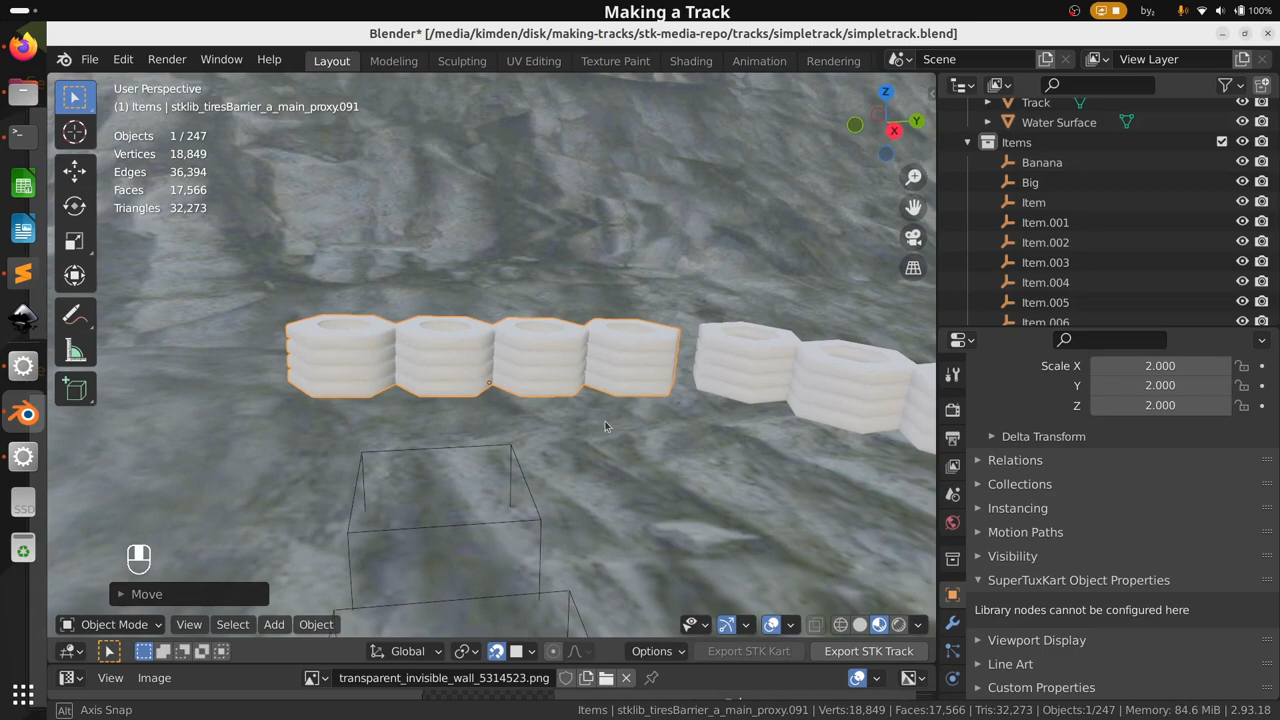 Making a Track
by₂
100%
Blender* [/media/kimden/disk/making-tracks/stk-media-repo/tracks/simpletrack/simpletrack.blend]
File Edit Render Window Help
Layout Modeling Sculpting UV Editing Texture Paint Shading Animation Rendering
Scene
View Layer
User Perspective
(1) Items | stklib_tiresBarrier_a_main_proxy.091
Objects 1 / 247
Vertices 18,849
Edges 36,394
Faces 17,566
Triangles 32,273
Z
Y
X
Track
Water Surface
Items
Banana
Big
Item
Item.001
Item.002
Item.003
Item.004
Item.005
Item.006
Scale X 2.000
Y 2.000
Z 2.000
Delta Transform
Relations
Collections
Instancing
Motion Paths
Visibility
SuperTuxKart Object Properties
Library nodes cannot be configured here
Viewport Display
Line Art
Custom Properties
SSD
Move
Object Mode View Select Add Object
Global
Options
Export STK Kart
Export STK Track
View Image
transparent_invisible_wall_5314523.png
Alt Axis Snap
Items | stklib_tiresBarrier_a_main_proxy.091 | Verts:18,849 | Faces:17,566 | Tris:32,273 | Objects:1/247 | Memory: 84.6 MiB | 2.93.18